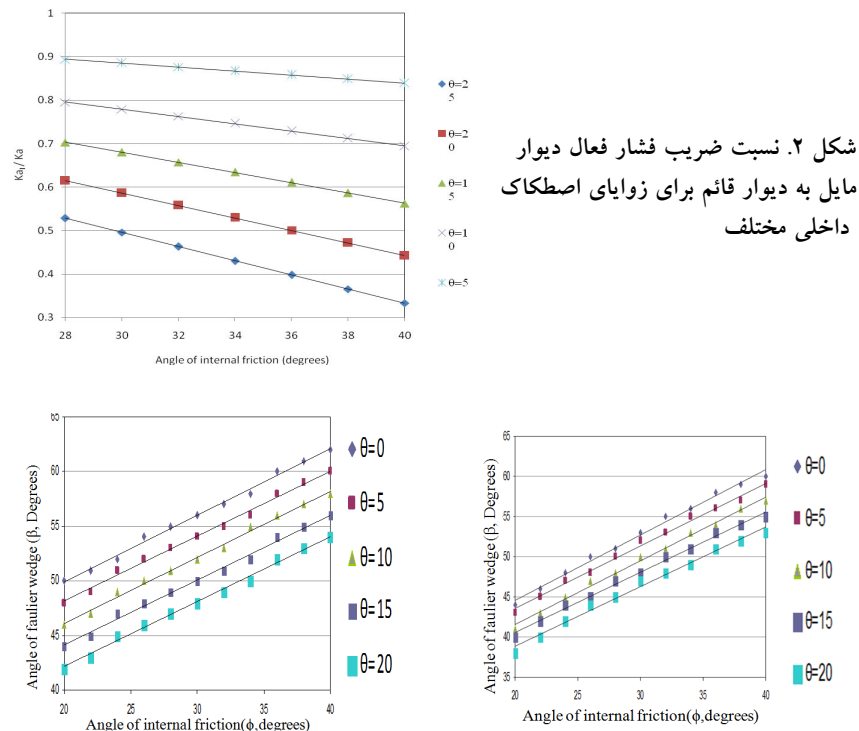 1
0.9
0.8
0.7
0.6
0.5
0.4
0.3
28 30 32 34 36 38 40
Kai/ Ka
Angle of internal friction (degrees)
θ=2
5
θ=2
0
θ=1
5
θ=1
0
θ=5
شکل ۲. نسبت ضریب فشار فعال دیوار
مایل به دیوار قائم برای زوایای اصطکاک
داخلی مختلف
65
60
55
50
45
40
20 25 30 35 40
Angle of faulier wedge (β, Degrees)
Angle of internal friction(ϕ,degrees)
θ=0
θ=5
θ=10
θ=15
θ=20
65
60
55
50
45
40
35
20 25 30 35 40
Angle of faulier wedge (β, Degrees)
Angle of internal friction(ϕ,degrees)
θ=0
θ=5
θ=10
θ=15
θ=20